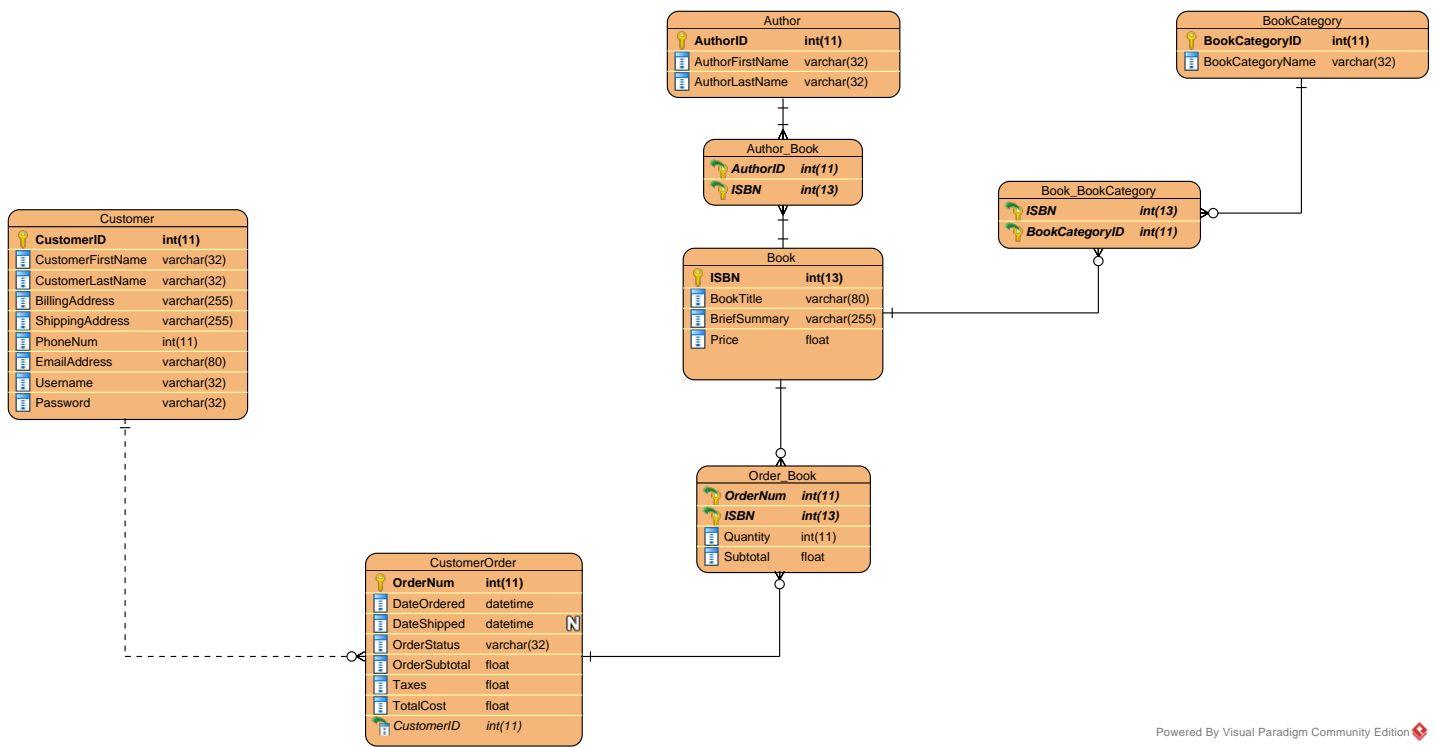 Author
AuthorID int(11)
AuthorFirstName varchar(32)
AuthorLastName varchar(32)
BookCategory
BookCategoryID int(11)
BookCategoryName varchar(32)
Author_Book
AuthorID int(11)
ISBN int(13)
Book_BookCategory
ISBN int(13)
BookCategoryID int(11)
Customer
CustomerID int(11)
CustomerFirstName varchar(32)
CustomerLastName varchar(32)
BillingAddress varchar(255)
ShippingAddress varchar(255)
PhoneNum int(11)
EmailAddress varchar(80)
Username varchar(32)
Password varchar(32)
Book
ISBN int(13)
BookTitle varchar(80)
BriefSummary varchar(255)
Price float
Order_Book
OrderNum int(11)
ISBN int(13)
Quantity int(11)
Subtotal float
CustomerOrder
OrderNum int(11)
DateOrdered datetime
DateShipped datetime N
OrderStatus varchar(32)
OrderSubtotal float
Taxes float
TotalCost float
CustomerID int(11)
Powered By Visual Paradigm Community Edition